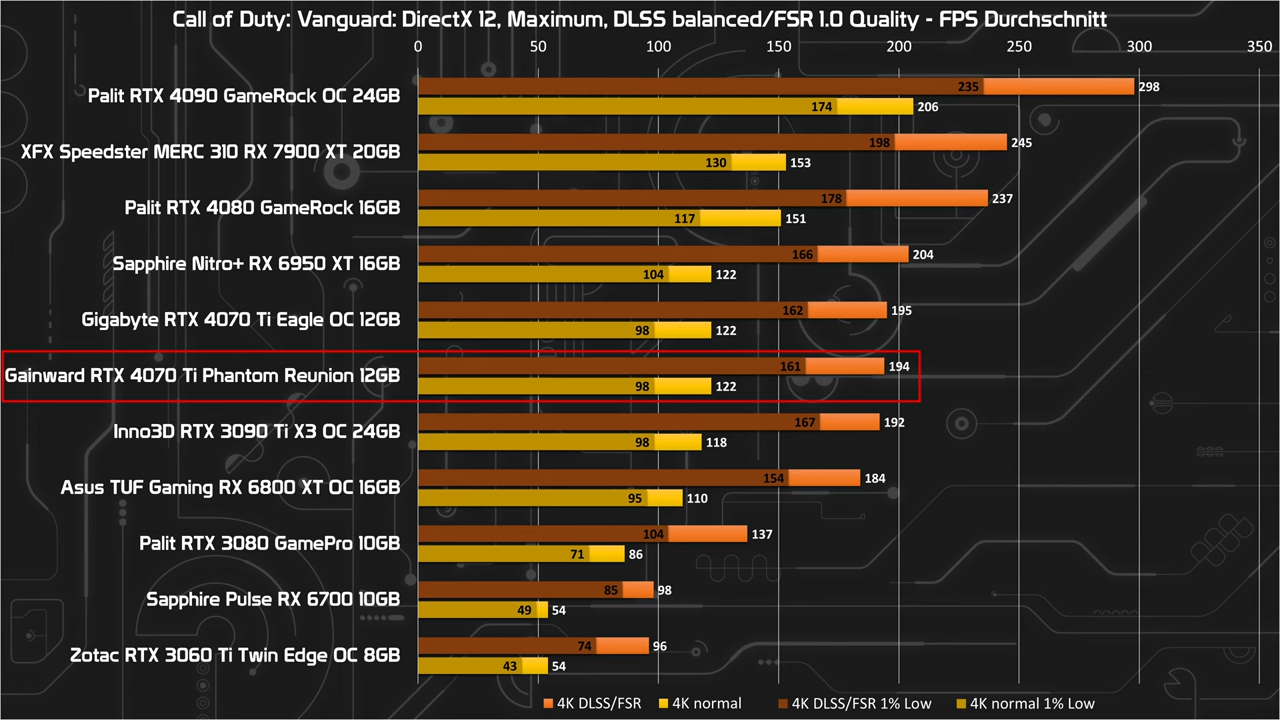 Call of Duty: Vanguard: DirectX 12, Maximum, DLSS balanced/FSR 1.0 Quality - FPS Durchschnitt
0 50 100 150 200 250 300 350
Palit RTX 4090 GameRock OC 24GB
235 298
174 206
XFX Speedster MERC 310 RX 7900 XT 20GB
198 245
130 153
Palit RTX 4080 GameRock 16GB
178 237
117 151
Sapphire Nitro+ RX 6950 XT 16GB
166 204
104 122
Gigabyte RTX 4070 Ti Eagle OC 12GB
162 195
98 122
Gainward RTX 4070 Ti Phantom Reunion 12GB
161 194
98 122
Inno3D RTX 3090 Ti X3 OC 24GB
167 192
98 118
Asus TUF Gaming RX 6800 XT OC 16GB
154 184
95 110
Palit RTX 3080 GamePro 10GB
104 137
71 86
Sapphire Pulse RX 6700 10GB
85 98
49 54
Zotac RTX 3060 Ti Twin Edge OC 8GB
74 96
43 54
4K DLSS/FSR 4K normal 4K DLSS/FSR 1% Low 4K normal 1% Low